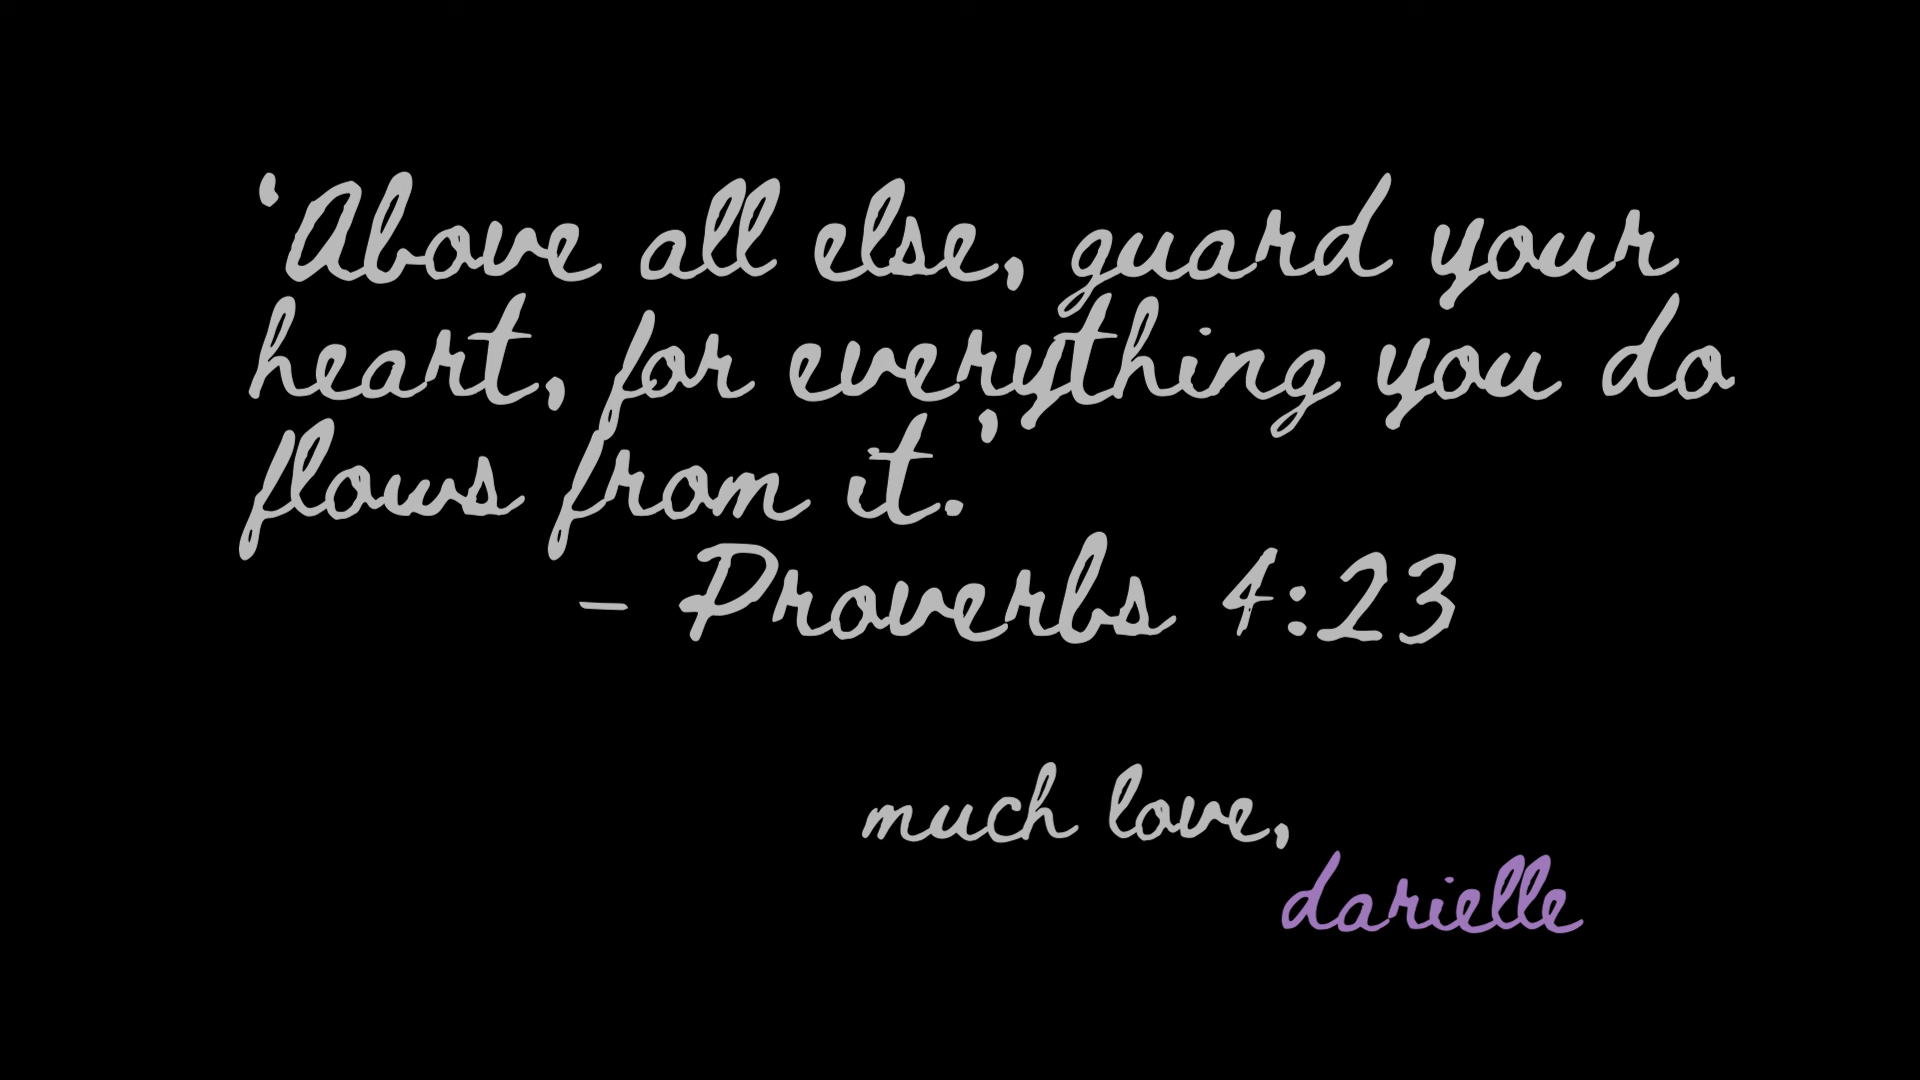 ‘Above all else, guard your
heart, for everything you do
flows from it.’
- Proverbs 4:23
much love,
darielle